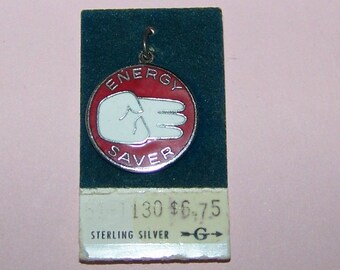 ENERGY
SAVER
130 $6.75
STERLING SILVER G